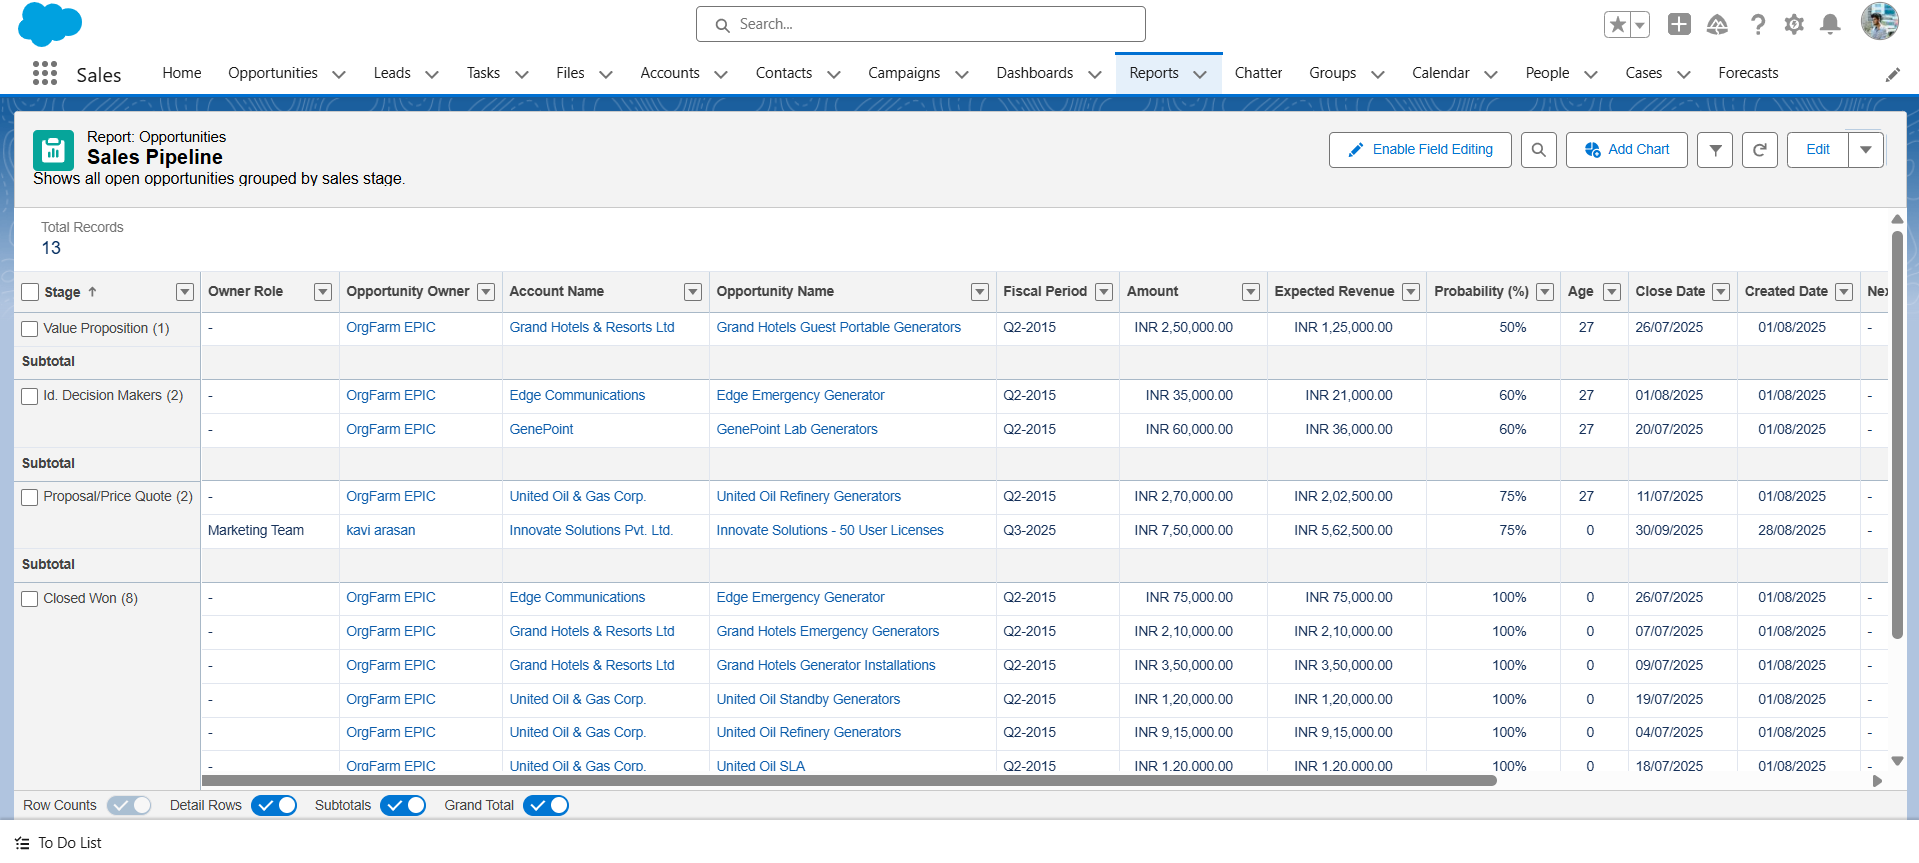 Search...
Sales Home Opportunities Leads Tasks Files Accounts Contacts Campaigns Dashboards Reports Chatter Groups Calendar People Cases Forecasts
Report: Opportunities
Sales Pipeline
Shows all open opportunities grouped by sales stage.
Enable Field Editing Add Chart Edit
Total Records
13
Stage ↑ Owner Role Opportunity Owner Account Name Opportunity Name Fiscal Period Amount Expected Revenue Probability (%) Age Close Date Created Date
Value Proposition (1) - OrgFarm EPIC Grand Hotels & Resorts Ltd Grand Hotels Guest Portable Generators Q2-2015 INR 2,50,000.00 INR 1,25,000.00 50% 27 26/07/2025 01/08/2025 -
Subtotal
Id. Decision Makers (2) - OrgFarm EPIC Edge Communications Edge Emergency Generator Q2-2015 INR 35,000.00 INR 21,000.00 60% 27 01/08/2025 01/08/2025 -
- OrgFarm EPIC GenePoint GenePoint Lab Generators Q2-2015 INR 60,000.00 INR 36,000.00 60% 27 20/07/2025 01/08/2025 -
Subtotal
Proposal/Price Quote (2) - OrgFarm EPIC United Oil & Gas Corp. United Oil Refinery Generators Q2-2015 INR 2,70,000.00 INR 2,02,500.00 75% 27 11/07/2025 01/08/2025 -
Marketing Team kavi arasan Innovate Solutions Pvt. Ltd. Innovate Solutions - 50 User Licenses Q3-2025 INR 7,50,000.00 INR 5,62,500.00 75% 0 30/09/2025 28/08/2025 -
Subtotal
Closed Won (8) - OrgFarm EPIC Edge Communications Edge Emergency Generator Q2-2015 INR 75,000.00 INR 75,000.00 100% 0 26/07/2025 01/08/2025 -
- OrgFarm EPIC Grand Hotels & Resorts Ltd Grand Hotels Emergency Generators Q2-2015 INR 2,10,000.00 INR 2,10,000.00 100% 0 07/07/2025 01/08/2025 -
- OrgFarm EPIC Grand Hotels & Resorts Ltd Grand Hotels Generator Installations Q2-2015 INR 3,50,000.00 INR 3,50,000.00 100% 0 09/07/2025 01/08/2025 -
- OrgFarm EPIC United Oil & Gas Corp. United Oil Standby Generators Q2-2015 INR 1,20,000.00 INR 1,20,000.00 100% 0 19/07/2025 01/08/2025 -
- OrgFarm EPIC United Oil & Gas Corp. United Oil Refinery Generators Q2-2015 INR 9,15,000.00 INR 9,15,000.00 100% 0 04/07/2025 01/08/2025 -
- OrgFarm EPIC United Oil & Gas Corp. United Oil SLA Q2-2015 INR 1,20,000.00 INR 1,20,000.00 100% 0 18/07/2025 01/08/2025 -
Row Counts Detail Rows Subtotals Grand Total
To Do List